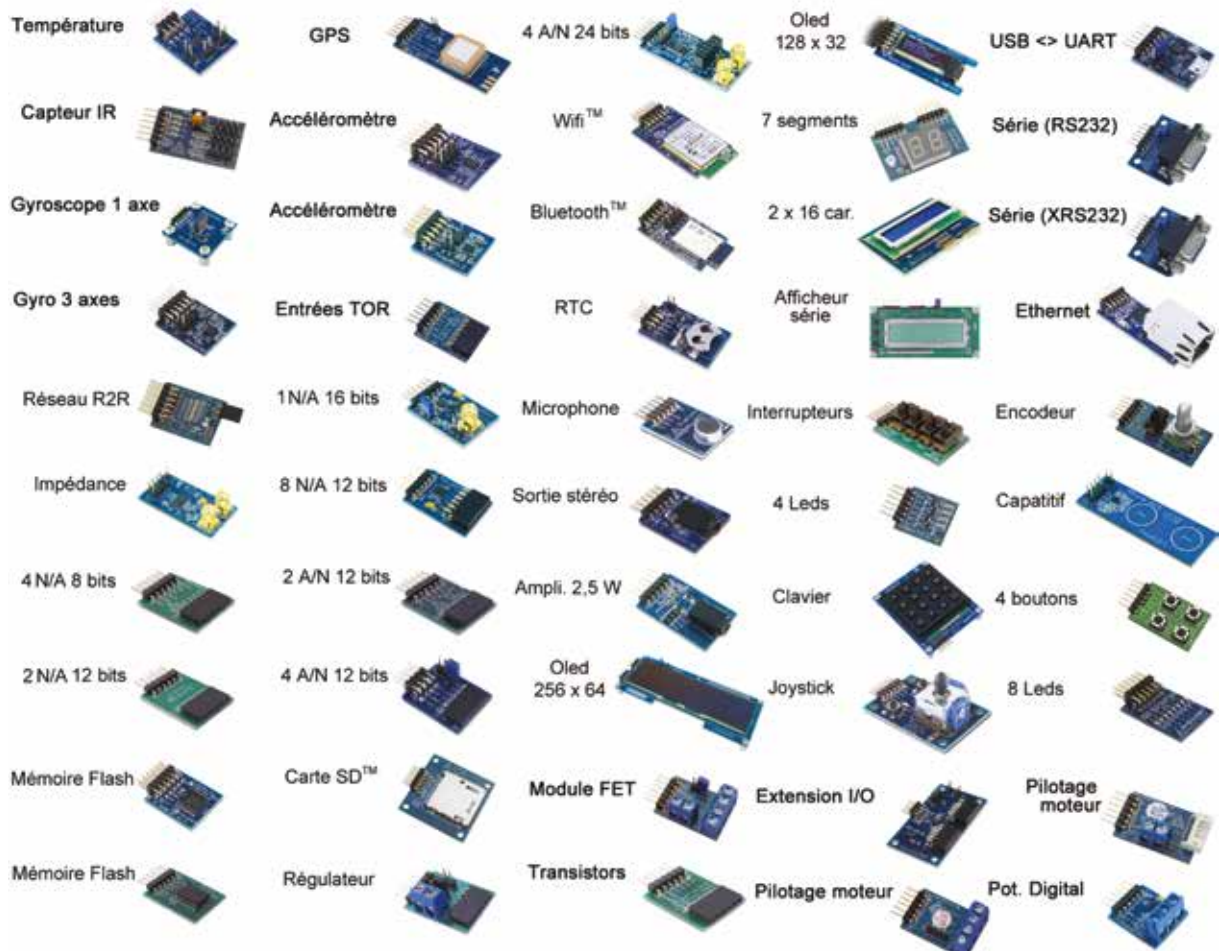 Température
GPS
4 A/N 24 bits
Oled
128 x 32
USB <> UART
Capteur IR
Accéléromètre
Wifi™
7 segments
Série (RS232)
Gyroscope 1 axe
Accéléromètre
Bluetooth™
2 x 16 car.
Série (XRS232)
Gyro 3 axes
Entrées TOR
RTC
Afficheur
série
Ethernet
Réseau R2R
1N/A 16 bits
Microphone
Interrupteurs
Encodeur
Impédance
8 N/A 12 bits
Sortie stéréo
4 Leds
Capatitif
4 N/A 8 bits
2 A/N 12 bits
Ampli. 2,5 W
Clavier
4 boutons
2 N/A 12 bits
4 A/N 12 bits
Oled
256 x 64
Joystick
8 Leds
Mémoire Flash
Carte SD™
Module FET
Extension I/O
Pilotage
moteur
Mémoire Flash
Régulateur
Transistors
Pilotage moteur
Pot. Digital